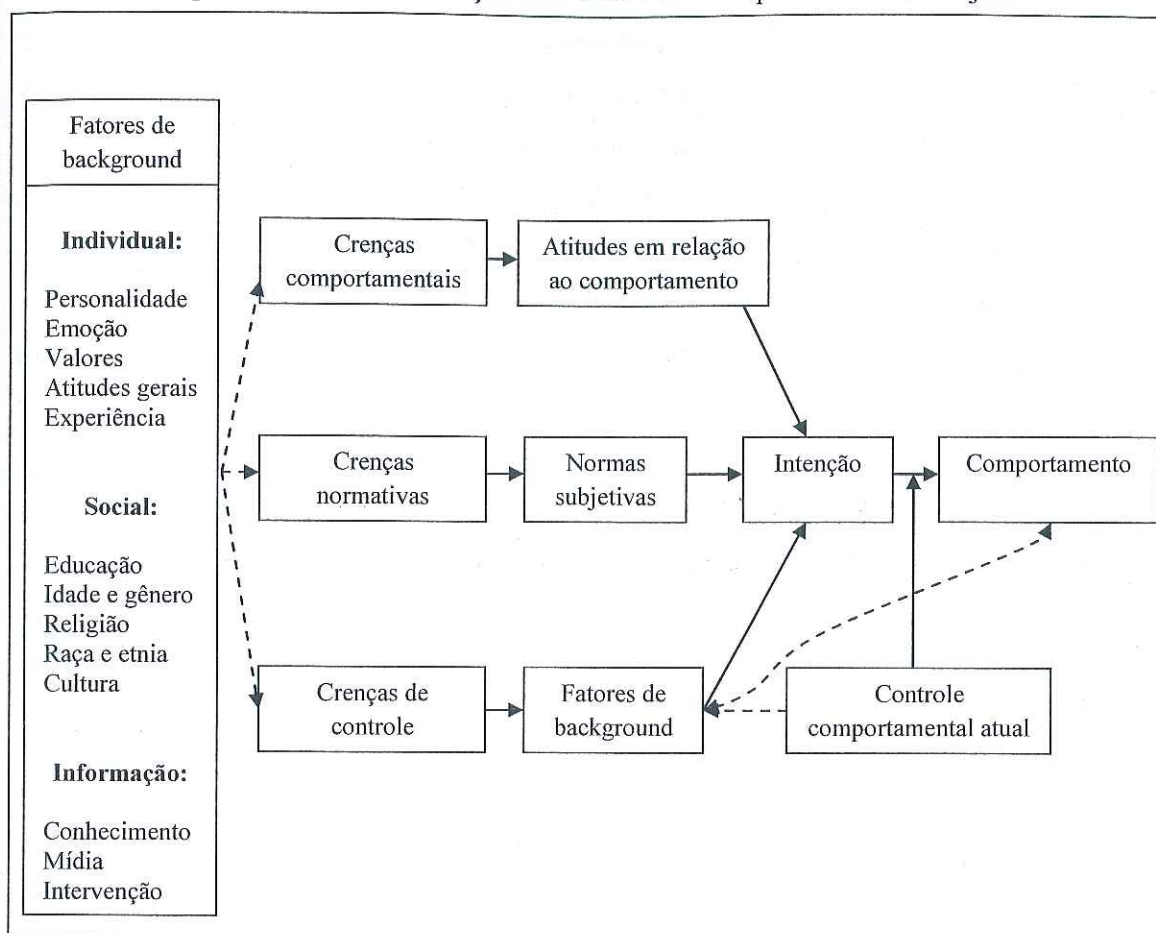 Fatores de
background
Individual:
Personalidade
Emoção
Valores
Atitudes gerais
Experiência
Social:
Educação
Idade e gênero
Religião
Raça e etnia
Cultura
Informação:
Conhecimento
Mídia
Intervenção
Crenças
comportamentais
Atitudes em relação
ao comportamento
Crenças
normativas
Normas
subjetivas
Intenção
Comportamento
Crenças de
controle
Fatores de
background
Controle
comportamental atual